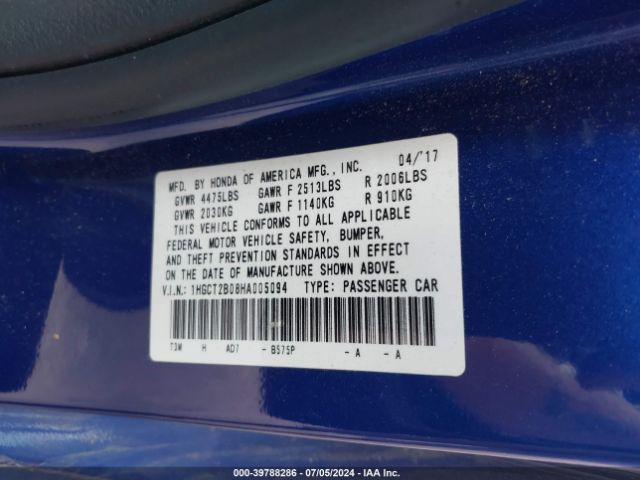 MFD. BY HONDA OF AMERICA MFG., INC. 04/'17
GVWR 4475LBS GAWR F 2513LBS R 2006LBS
GVWR 2030KG GAWR F 1140KG R 910KG
THIS VEHICLE CONFORMS TO ALL APPLICABLE
FEDERAL MOTOR VEHICLE SAFETY, BUMPER,
AND THEFT PREVENTION STANDARDS IN EFFECT
ON THE DATE OF MANUFACTURE SHOWN ABOVE.
V.I.N.: 1HGCT2B08HA005094 TYPE: PASSENGER CAR
T3M H AD7 - B575P - A - A
000-39788286 - 07/05/2024 - IAA Inc.